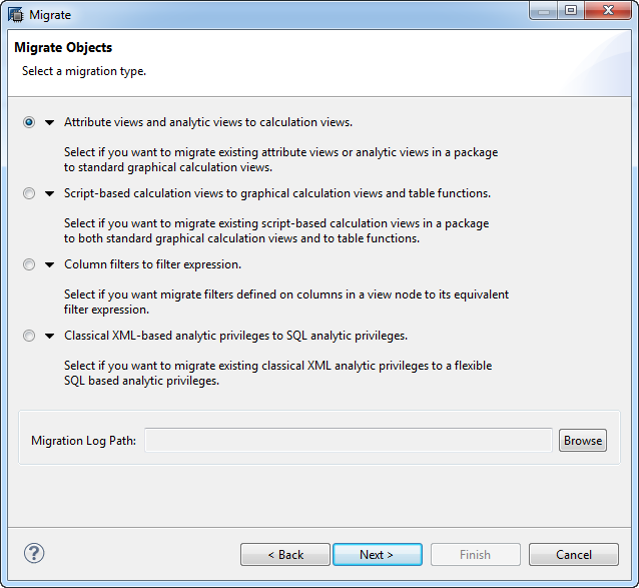 Migrate
Migrate Objects
Select a migration type.
Attribute views and analytic views to calculation views.
Select if you want to migrate existing attribute views or analytic views in a package
to standard graphical calculation views.
Script-based calculation views to graphical calculation views and table functions.
Select if you want to migrate existing script-based calculation views in a package
to both standard graphical calculation views and to table functions.
Column filters to filter expression.
Select if you want migrate filters defined on columns in a view node to its equivalent
filter expression.
Classical XML-based analytic privileges to SQL analytic privileges.
Select if you want to migrate existing classical XML analytic privileges to a flexible
SQL based analytic privileges.
Migration Log Path:
Browse
?
< Back
Next >
Finish
Cancel